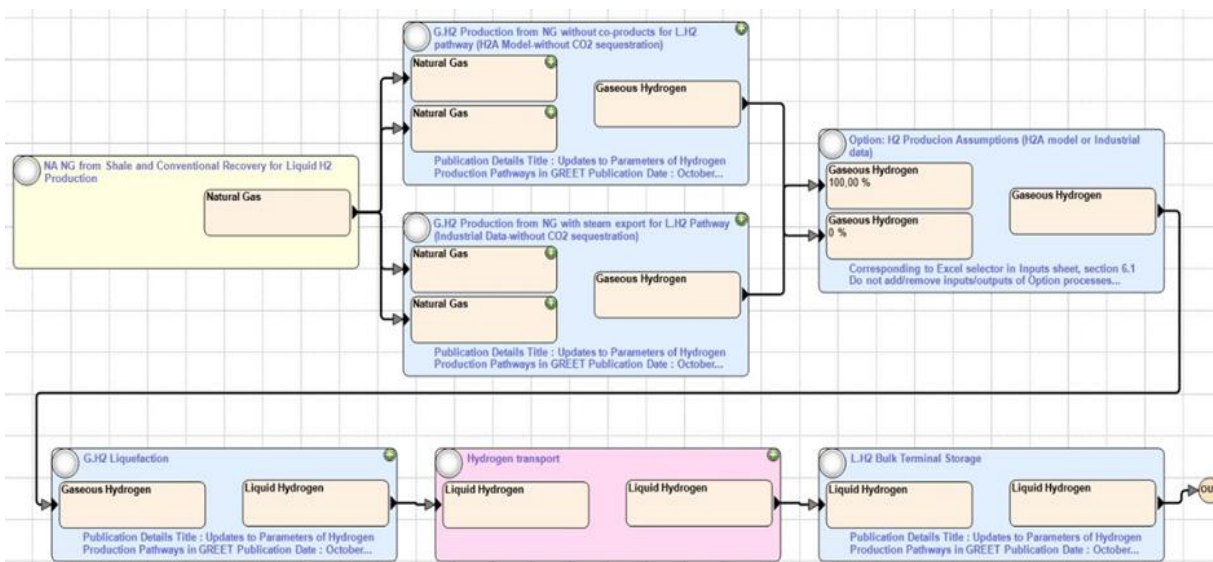 NA NG from Shale and Conventional Recovery for Liquid H2
Production
Natural Gas
G.H2 Production from NG without co-products for L.H2
pathway (H2A Model-without CO2 sequestration)
Natural Gas
Natural Gas
Gaseous Hydrogen
Publication Details Title : Updates to Parameters of Hydrogen
Production Pathways in GREET Publication Date : October...
G.H2 Production from NG with steam export for L.H2 Pathway
(Industrial Data-without CO2 sequestration)
Natural Gas
Natural Gas
Gaseous Hydrogen
Publication Details Title : Updates to Parameters of Hydrogen
Production Pathways in GREET Publication Date : October...
Option: H2 Producion Assumptions (H2A model or Industrial
data)
Gaseous Hydrogen
100,00 %
Gaseous Hydrogen
0 %
Gaseous Hydrogen
Corresponding to Excel selector in Inputs sheet, section 6.1
Do not add/remove inputs/outputs of Option processes...
G.H2 Liquefaction
Gaseous Hydrogen
Liquid Hydrogen
Publication Details Title : Updates to Parameters of Hydrogen
Production Pathways in GREET Publication Date : October...
Hydrogen transport
Liquid Hydrogen
Liquid Hydrogen
L.H2 Bulk Terminal Storage
Liquid Hydrogen
Liquid Hydrogen
Publication Details Title : Updates to Parameters of Hydrogen
Production Pathways in GREET Publication Date : October...